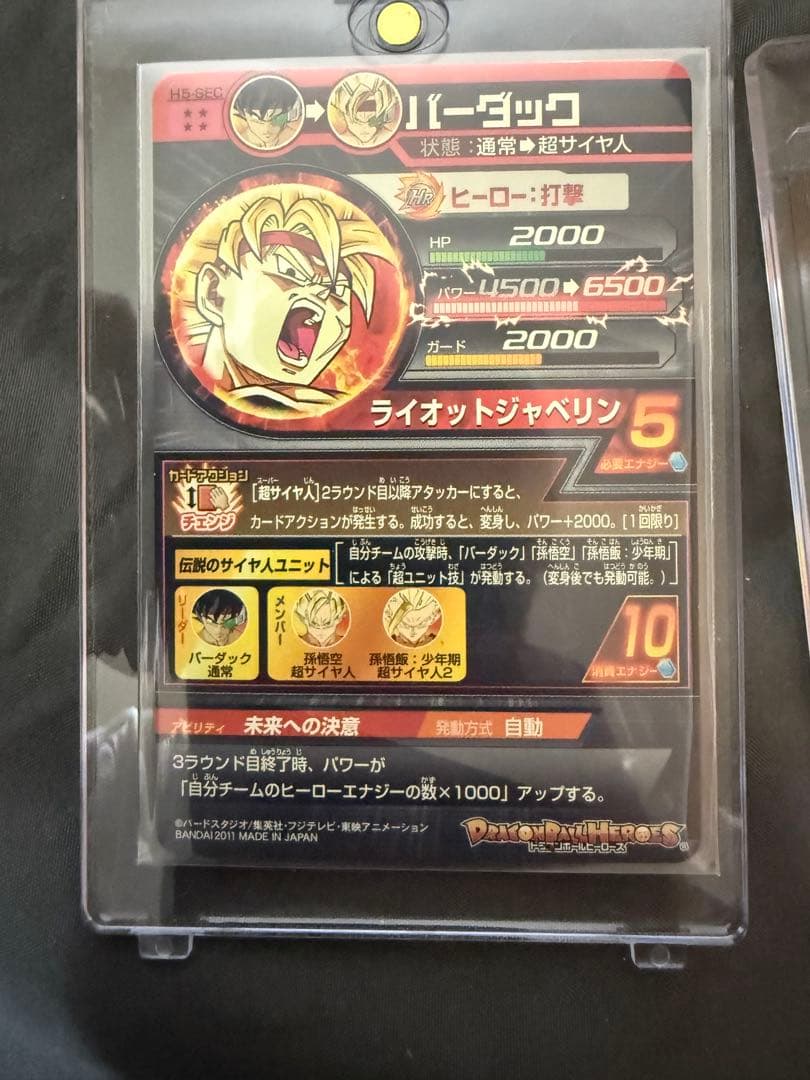 H5-SEC
バーダック
状態:通常➡超サイヤ人
HR ヒーロー:打撃
HP 2000
パワー 4500➡6500
ガード 2000
ライオットジャベリン 5
必要エナジー
カードアクション
チェンジ
[超サイヤ人]2ラウンド目以降アタッカーにすると、
カードアクションが発生する。成功すると、変身し、パワー+2000。[1回限り]
伝説のサイヤ人ユニット
自分チームの攻撃時、「バーダック」「孫悟空」「孫悟飯:少年期」
による「超ユニット技」が発動する。(変身後でも発動可能。)
リーダー
バーダック
通常
メンバー
孫悟空
超サイヤ人
孫悟飯:少年期
超サイヤ人2
10
消費エナジー
アビリティ 未来への決意 発動方式 自動
3ラウンド目終了時、パワーが
「自分チームのヒーローエナジーの数×1000」アップする。
©バードスタジオ/集英社・フジテレビ・東映アニメーション
BANDAI 2011 MADE IN JAPAN
DRAGON BALL HEROES
ドラゴンボールヒーローズ